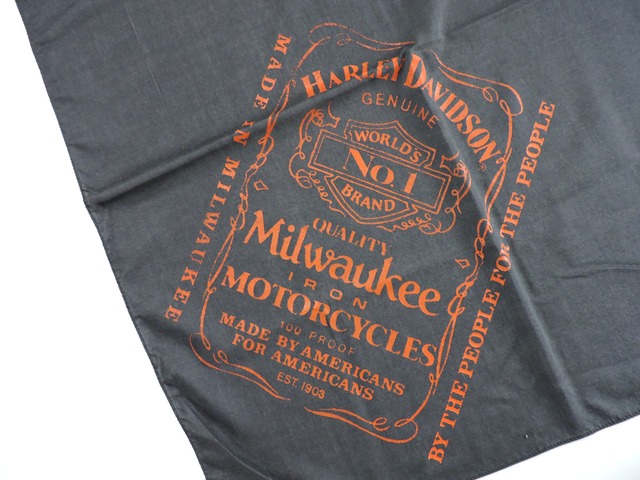 MADE IN MILWAUKEE
HARLEY DAVIDSON
GENUINE
WORLD'S
No. 1
BRAND
QUALITY
Milwaukee
IRON
MOTORCYCLES
100 PROOF
MADE BY AMERICANS
FOR AMERICANS
EST. 1903
BY THE PEOPLE FOR THE PEOPLE